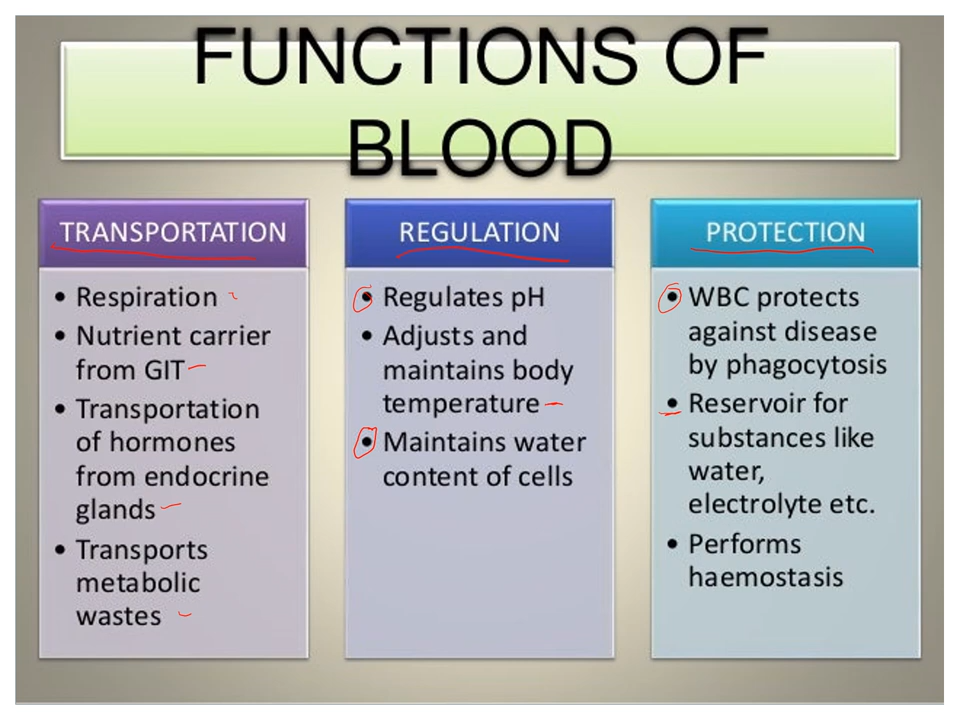 FUNCTIONS OF
BLOOD
TRANSPORTATION
• Respiration
• Nutrient carrier
from GIT
• Transportation
of hormones
from endocrine
glands
• Transports
metabolic
wastes
REGULATION
• Regulates pH
• Adjusts and
maintains body
temperature
• Maintains water
content of cells
PROTECTION
• WBC protects
against disease
by phagocytosis
• Reservoir for
substances like
water,
electrolyte etc.
• Performs
haemostasis